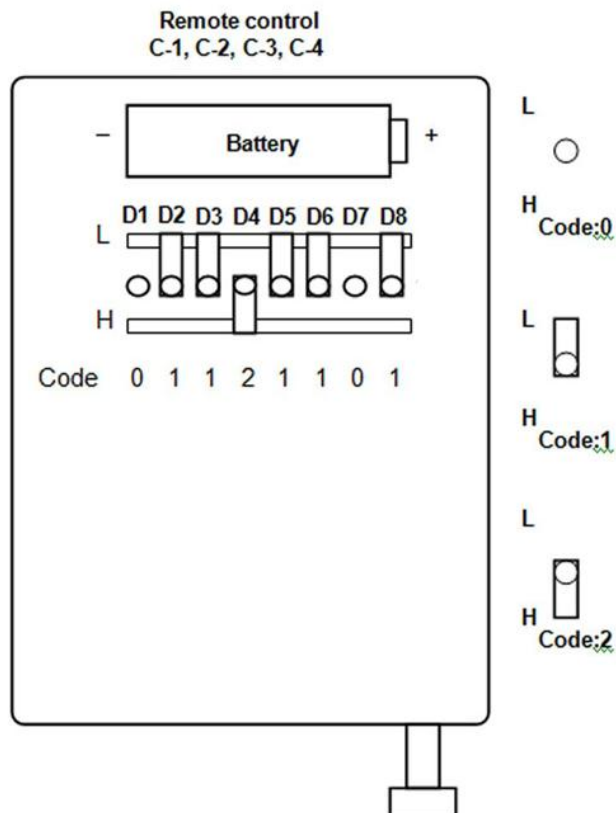 Remote control
C-1, C-2, C-3, C-4
– Battery +
D1 D2 D3 D4 D5 D6 D7 D8
L
H
Code 0 1 1 2 1 1 0 1
L
H
Code:0
L
H
Code:1
L
H
Code:2